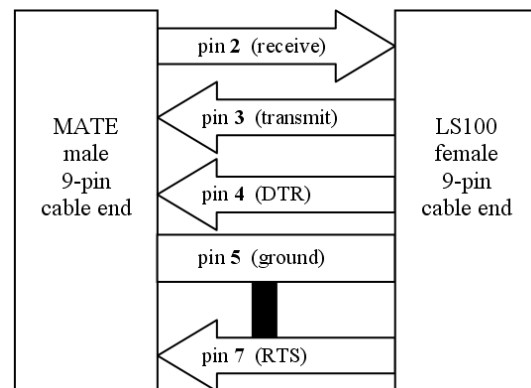 MATE
male
9-pin
cable end
pin 2 (receive)
pin 3 (transmit)
pin 4 (DTR)
pin 5 (ground)
pin 7 (RTS)
LS100
female
9-pin
cable end